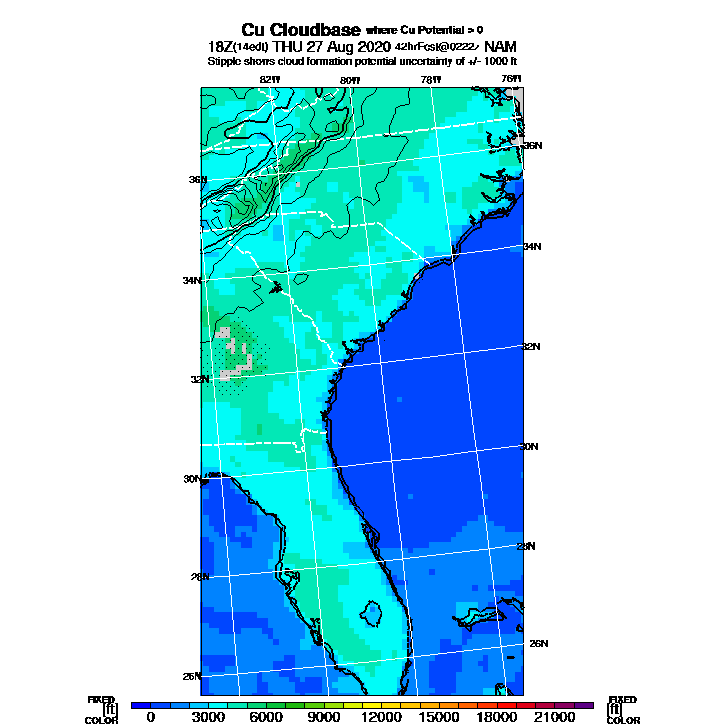 Cu Cloudbase where Cu Potential > 0
18Z(14edt) THU 27 Aug 2020 42hrFcst@0222z NAM
Stipple shows cloud formation potential uncertainty of +/- 1000 ft
82W 80W 78W 76W
36N
36N
34N
34N
32N
32N
30N
30N
28N
28N
26N
26N
FIXED FIXED
[ft] [ft]
COLOR COLOR
0 3000 6000 9000 12000 15000 18000 21000